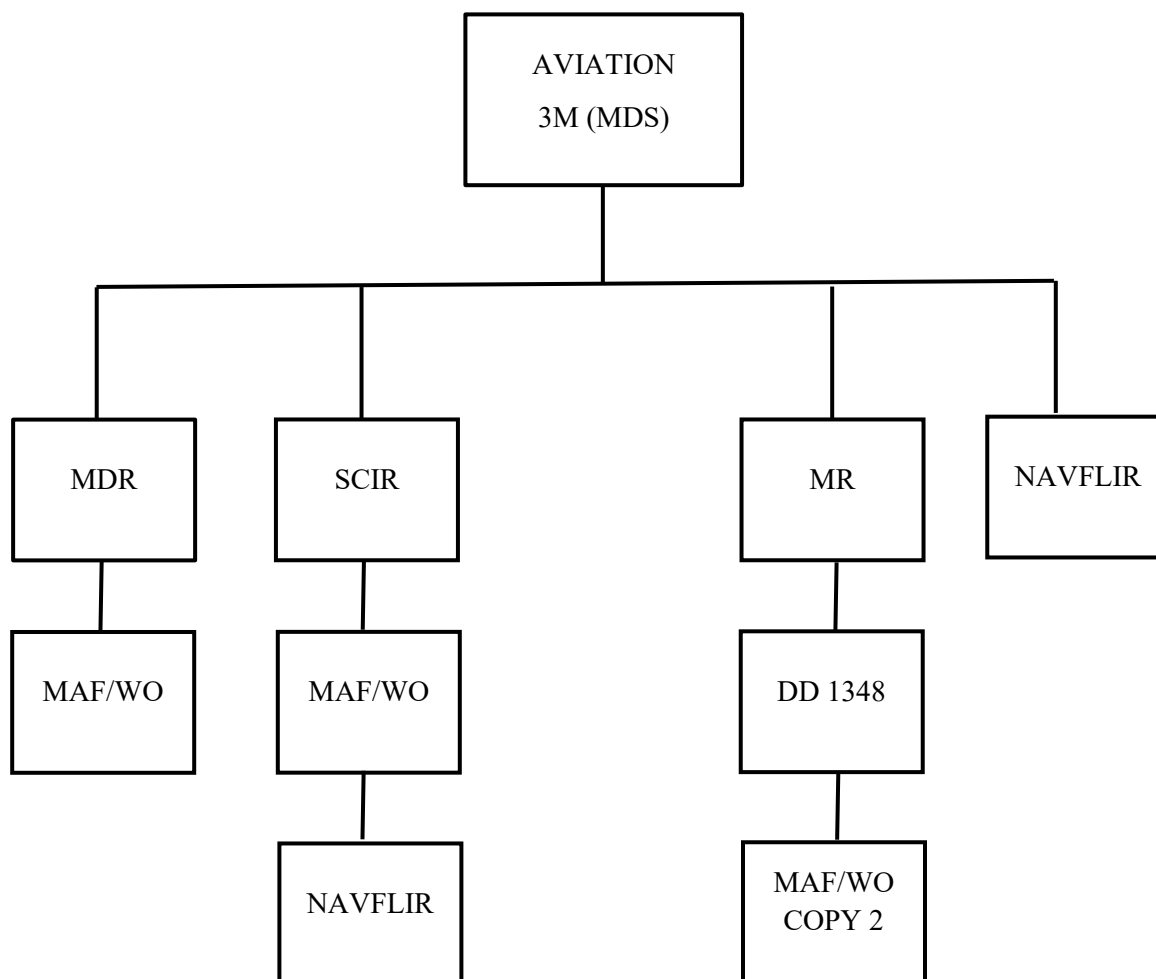 AVIATION
3M (MDS)
MDR
SCIR
MR
NAVFLIR
MAF/WO
MAF/WO
DD 1348
NAVFLIR
MAF/WO
COPY 2